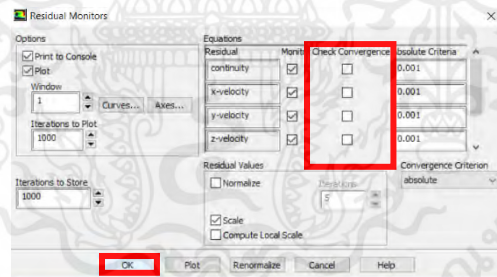 Residual Monitors
Options
Print to Console
Plot
Window
1
Curves...
Axes...
Iterations to Plot
1000
Iterations to Store
1000
Equations
Residual Check Convergence Absolute Criteria
continuity 0.001
x-velocity 0.001
y-velocity 0.001
z-velocity 0.001
Residual Values
Normalize
Iterations
5
Scale
Compute Local Scale
Convergence Criterion
absolute
OK
Plot
Renormalize
Cancel
Help